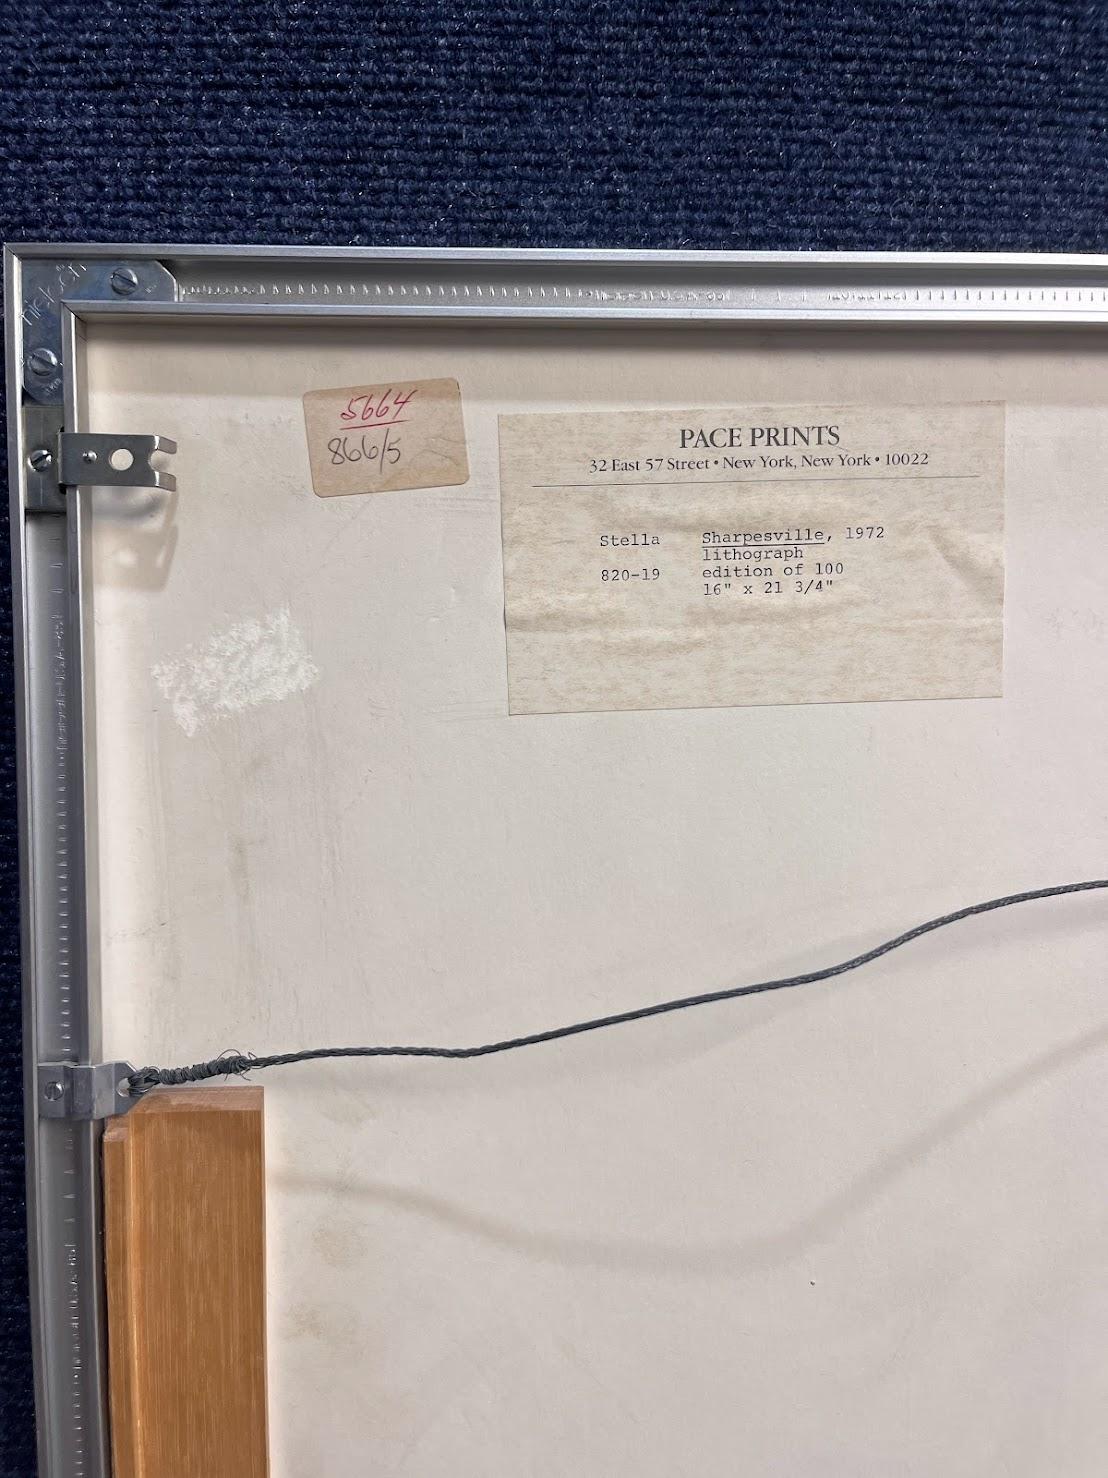 nielsen
5664
866/5
PACE PRINTS
32 East 57 Street • New York, New York • 10022
Stella Sharpesville, 1972
lithograph
820-19 edition of 100
16" x 21 3/4"